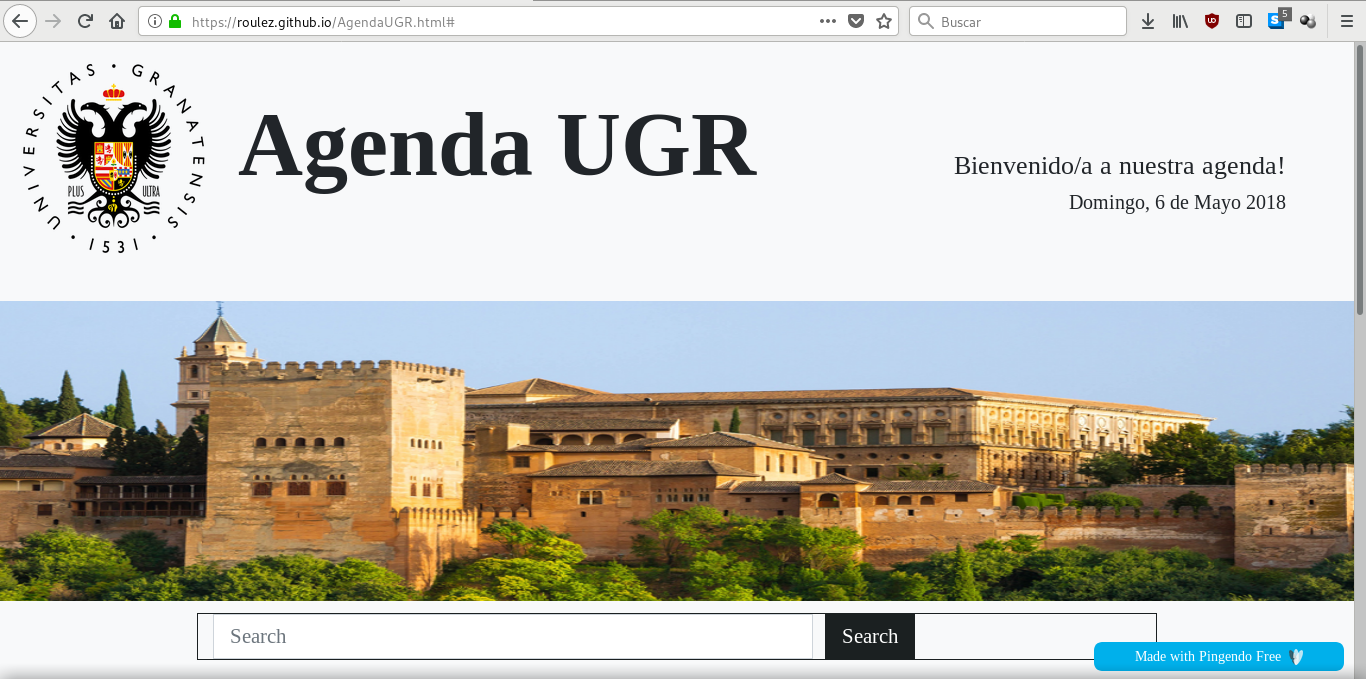 https://roulez.github.io/AgendaUGR.html#
Buscar
5
UNIVERSITAS · GRANATENSIS · 1531 ·
PLUS ULTRA
Agenda UGR
Bienvenido/a a nuestra agenda!
Domingo, 6 de Mayo 2018
Search
Search
Made with Pingendo Free